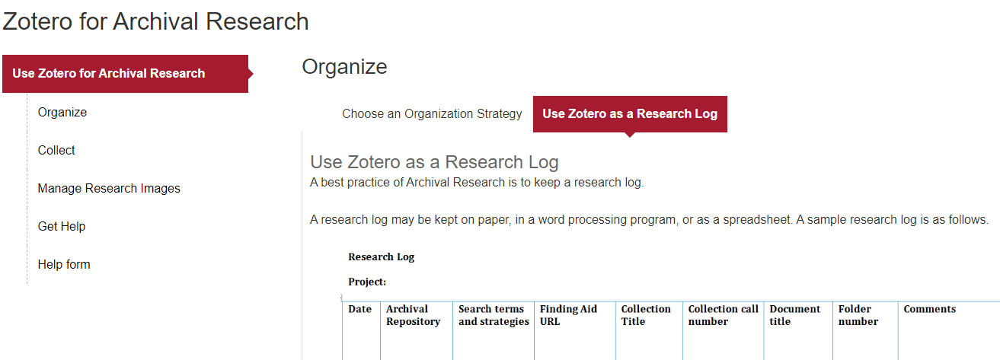 Zotero for Archival Research
Use Zotero for Archival Research
Organize
Collect
Manage Research Images
Get Help
Help form
Organize
Choose an Organization Strategy
Use Zotero as a Research Log
Use Zotero as a Research Log
A best practice of Archival Research is to keep a research log.
A research log may be kept on paper, in a word processing program, or as a spreadsheet. A sample research log is as follows.
Research Log
Project:
Date
Archival
Repository
Search terms
and strategies
Finding Aid
URL
Collection
Title
Collection call
number
Document
title
Folder
number
Comments